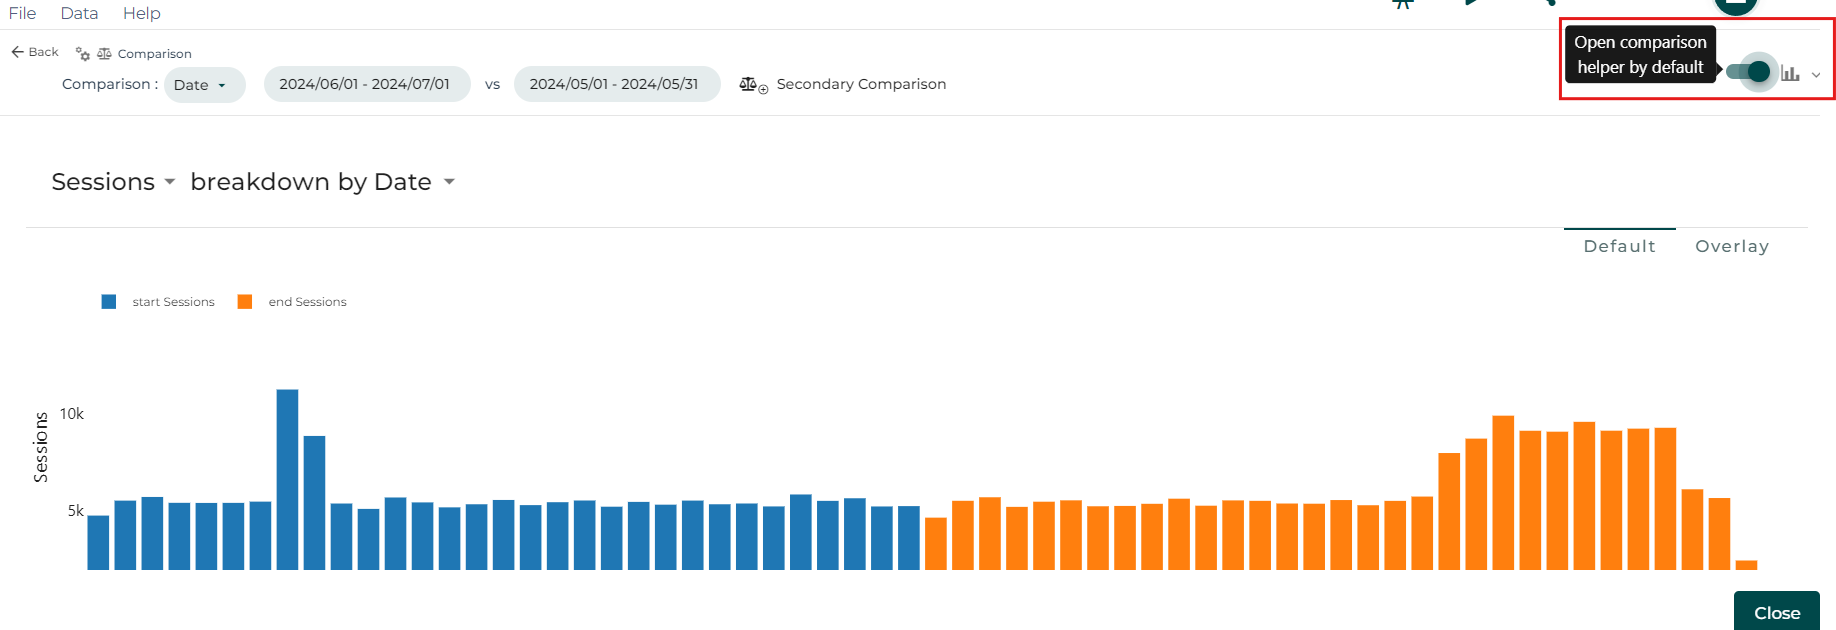 File Data Help
Back Comparison
Open comparison
helper by default
Comparison : Date 2024/06/01 - 2024/07/01 vs 2024/05/01 - 2024/05/31 Secondary Comparison
Sessions breakdown by Date
Default Overlay
start Sessions end Sessions
Sessions
10k
5k
Close